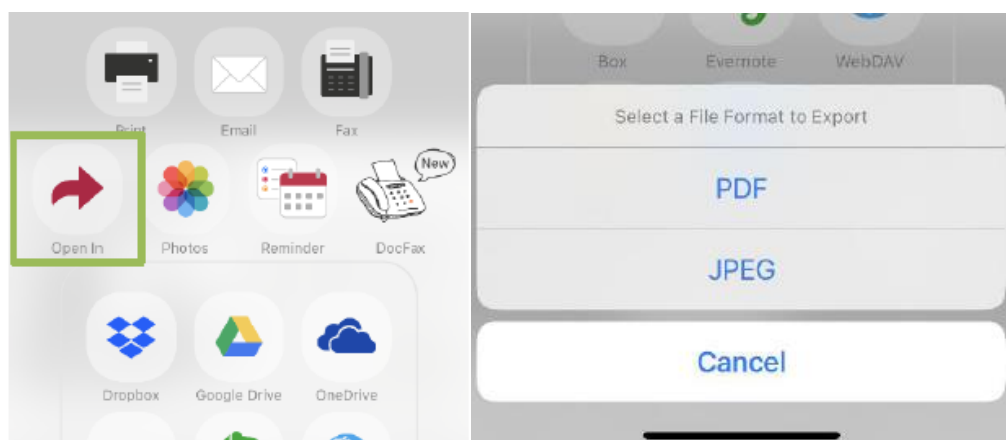 Print Email Fax
New
Open In Photos Reminder DocFax
Dropbox Google Drive OneDrive
Box Evernote WebDAV
Select a File Format to Export
PDF
JPEG
Cancel